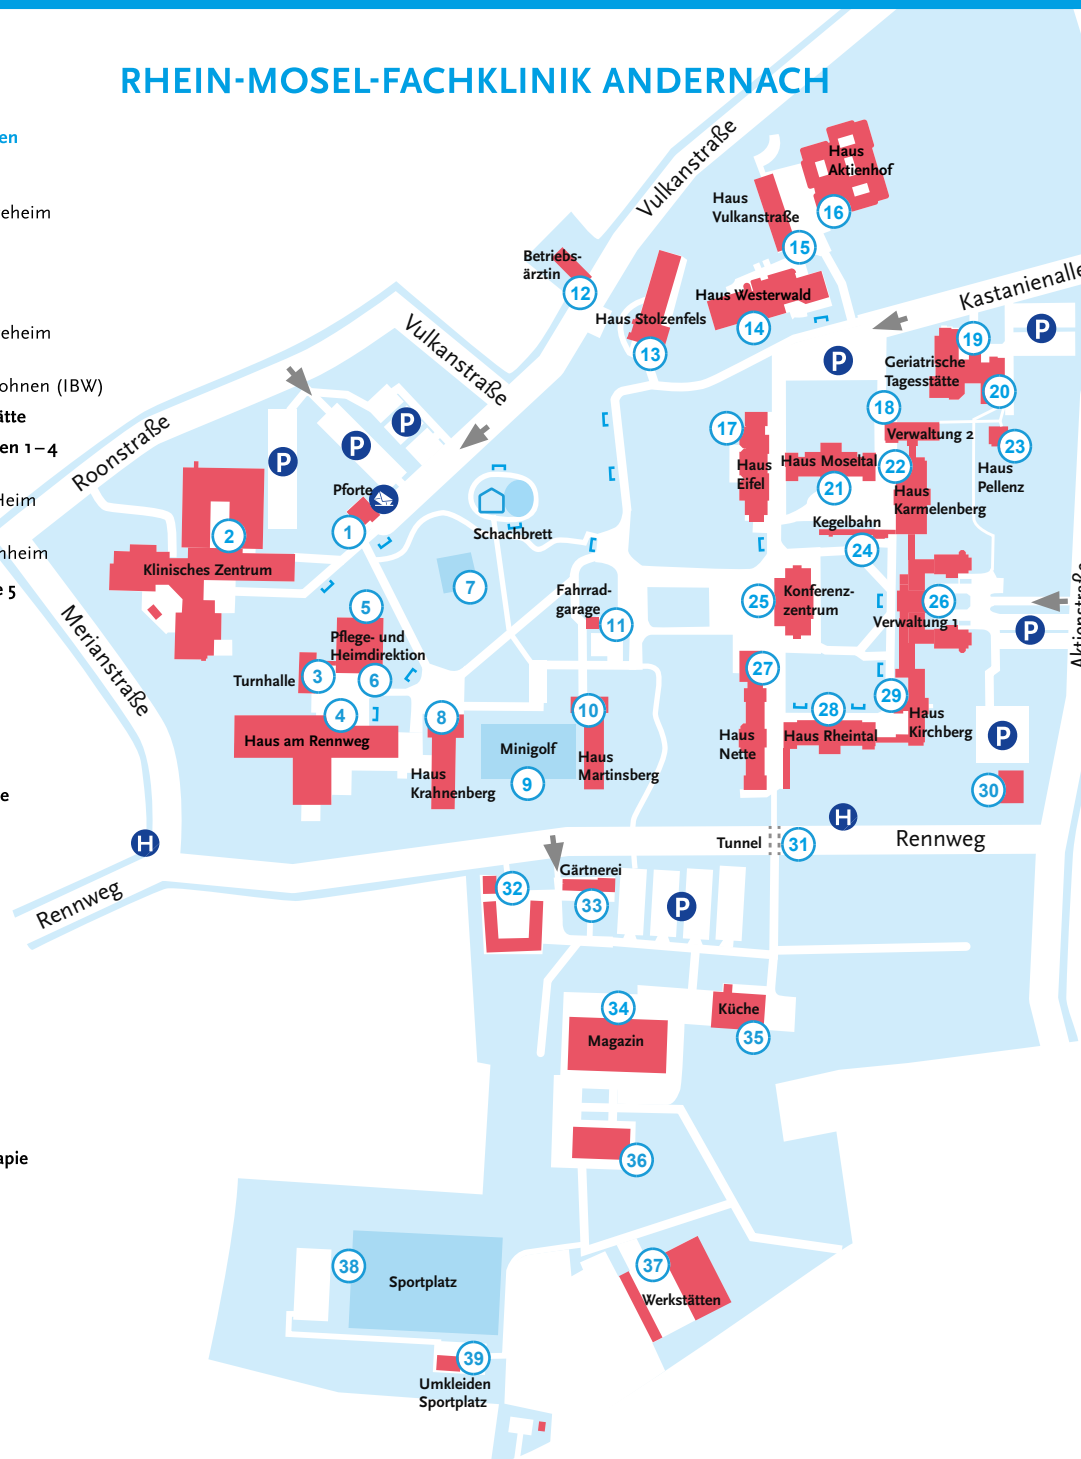 RHEIN-MOSEL-FACHKLINIK ANDERNACH
en
eheim
eheim
ohnen (IBW)
ätte
en 1–4
Heim
nheim
e 5
e
apie
Vulkanstraße
Haus
Aktienhof
16
Haus
Vulkanstraße
15
Betriebs-
ärztin
12
Haus Westerwald
14
Haus Stolzenfels
13
Kastanienalle
P
P
19
Geriatrische
Tagesstätte
20
18
Vulkanstraße
Roonstraße
P
P
P
17
Verwaltung 2
23
Haus
Eifel
Haus Moseltal
22
21
Haus
Pellenz
Haus
Karmelenberg
Pforte
1
2
Schachbrett
Kegelbahn
24
Klinisches Zentrum
7
Fahrrad-
garage
11
25
Konferenz-
zentrum
26
Verwaltung 1
P
Aktienstraße
Merianstraße
5
Pflege- und
Heimdirektion
Turnhalle
3
6
27
4
8
10
28
29
Haus am Rennweg
Minigolf
9
Haus
Krahnenberg
Haus
Martinsberg
Haus
Nette
Haus Rheintal
Haus
Kirchberg
P
30
H
H
Tunnel
31
Rennweg
Rennweg
Gärtnerei
32
33
P
34
Magazin
Küche
35
36
37
Werkstätten
38
Sportplatz
39
Umkleiden
Sportplatz